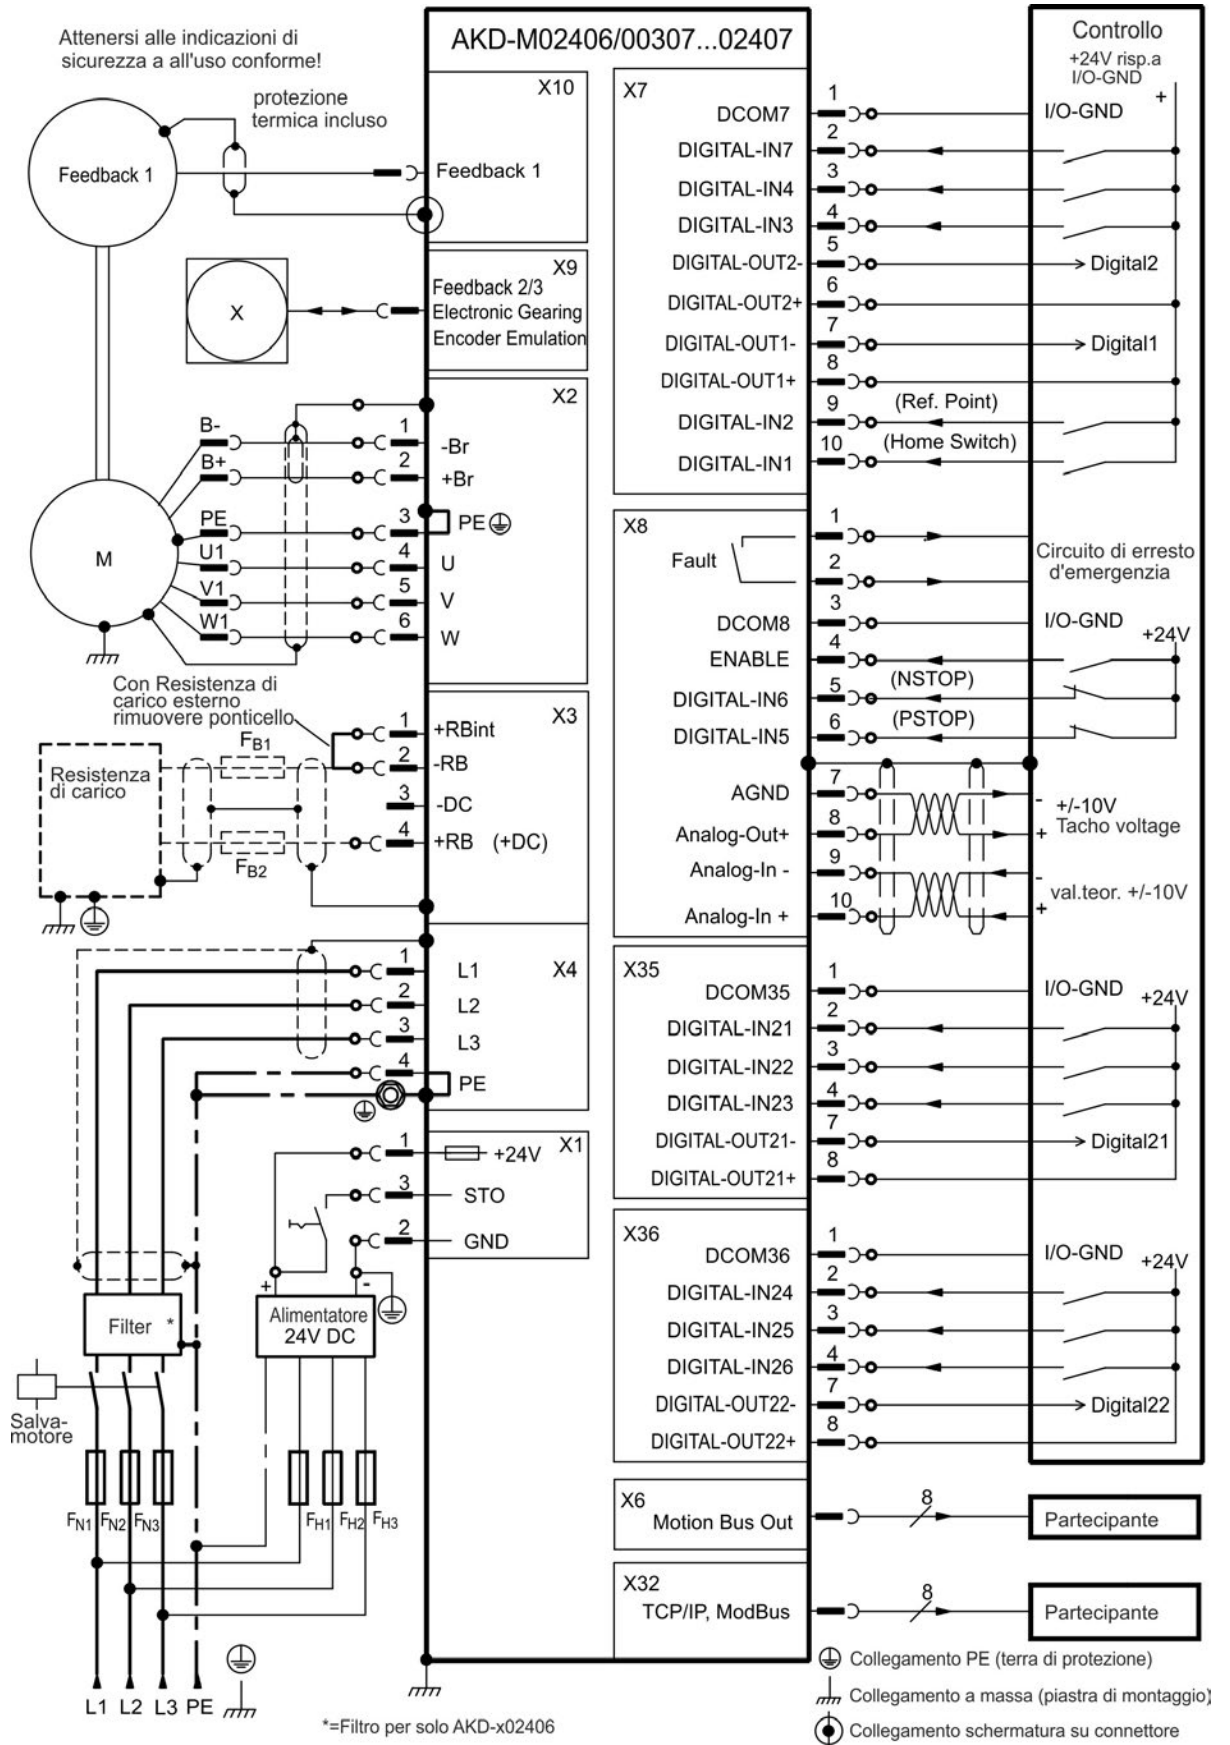 Attenersi alle indicazioni di
sicurezza a all'uso conforme!
AKD-M02406/00307...02407
Controllo
+24V risp.a
I/O-GND
+
I/O-GND
protezione
termica incluso
Feedback 1
X10
Feedback 1
X
X9
Feedback 2/3
Electronic Gearing
Encoder Emulation
X2
B-
1
-Br
B+
2
+Br
PE
3
PE
U1
4
U
V1
5
V
W1
6
W
M
Con Resistenza di
carico esterno
rimuovere ponticello
X3
1
+RBint
FB1
2
-RB
Resistenza
di carico
3
-DC
4
+RB (+DC)
FB2
X4
1
L1
2
L2
3
L3
4
PE
X1
1
+24V
3
STO
2
GND
+
-
Alimentatore
24V DC
Filter *
Salva-
motore
FN1
FN2
FN3
FH1
FH2
FH3
L1 L2 L3 PE
*=Filtro per solo AKD-x02406
X7
DCOM7
1
DIGITAL-IN7
2
DIGITAL-IN4
3
DIGITAL-IN3
4
DIGITAL-OUT2-
5
Digital2
DIGITAL-OUT2+
6
DIGITAL-OUT1-
7
Digital1
DIGITAL-OUT1+
8
DIGITAL-IN2
9
(Ref. Point)
DIGITAL-IN1
10
(Home Switch)
X8
Fault
1
2
Circuito di erresto
d'emergenzia
DCOM8
3
I/O-GND
+24V
ENABLE
4
DIGITAL-IN6
5
(NSTOP)
DIGITAL-IN5
6
(PSTOP)
AGND
7
-
+/-10V
Tacho voltage
Analog-Out+
8
+
Analog-In -
9
-
val.teor. +/-10V
Analog-In +
10
+
X35
DCOM35
1
I/O-GND
+24V
DIGITAL-IN21
2
DIGITAL-IN22
3
DIGITAL-IN23
4
DIGITAL-OUT21-
7
Digital21
DIGITAL-OUT21+
8
X36
DCOM36
1
I/O-GND
+24V
DIGITAL-IN24
2
DIGITAL-IN25
3
DIGITAL-IN26
4
DIGITAL-OUT22-
7
Digital22
DIGITAL-OUT22+
8
X6
Motion Bus Out
8
Partecipante
X32
TCP/IP, ModBus
8
Partecipante
Collegamento PE (terra di protezione)
Collegamento a massa (piastra di montaggio)
Collegamento schermatura su connettore